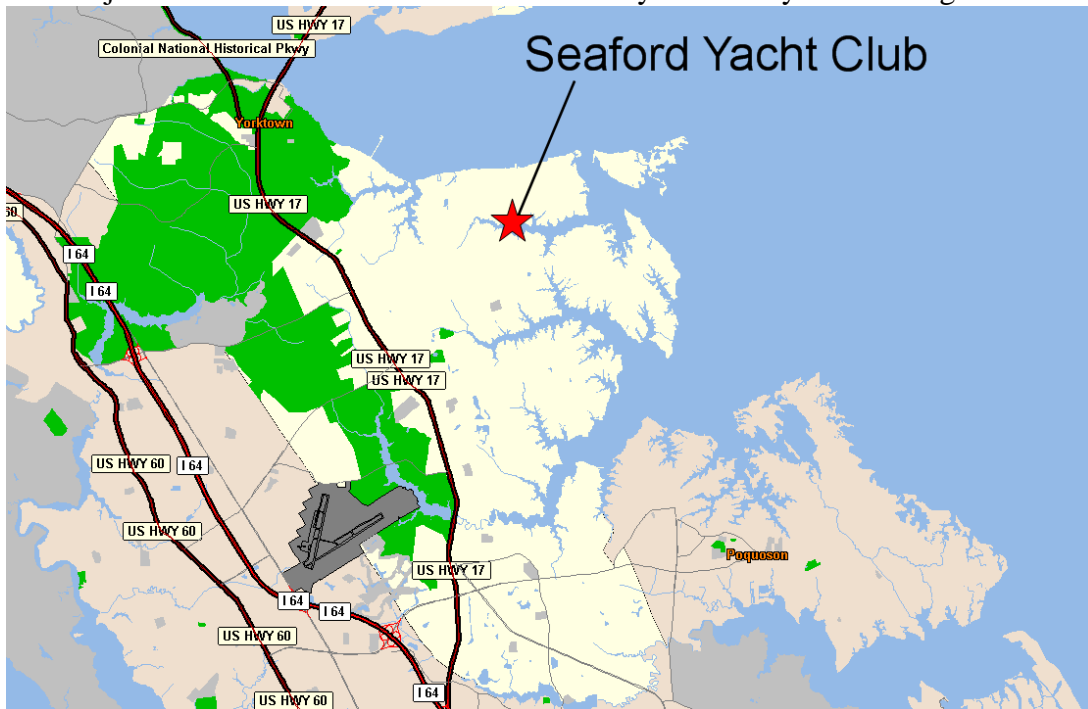 US HWY 17
Colonial National Historical Pkwy
Seaford Yacht Club
Yorktown
US HWY 17
60
I 64
I 64
US HWY 17
US HWY 17
US HWY 60
I 64
US HWY 60
Poquoson
US HWY 17
I 64
I 64
US HWY 60
I 64
US HWY 60